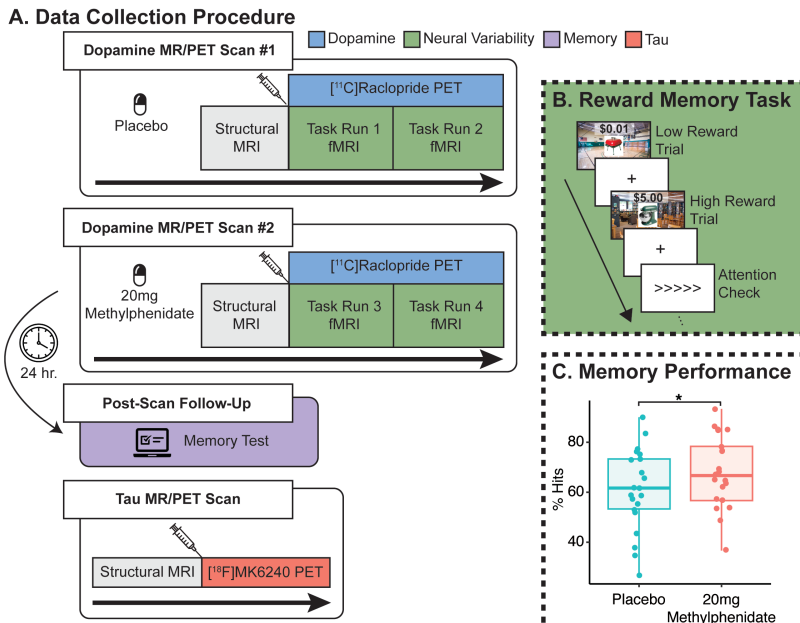 A. Data Collection Procedure
Dopamine MR/PET Scan #1
Dopamine
Neural Variability
Memory
Tau
Placebo
[¹¹C]Raclopride PET
Structural
MRI
Task Run 1
fMRI
Task Run 2
fMRI
Dopamine MR/PET Scan #2
20mg
Methylphenidate
[¹¹C]Raclopride PET
Structural
MRI
Task Run 3
fMRI
Task Run 4
fMRI
24 hr.
Post-Scan Follow-Up
Memory Test
Tau MR/PET Scan
Structural MRI
[¹⁸F]MK6240 PET
B. Reward Memory Task
$0.01
Low Reward
Trial
+
$5.00
High Reward
Trial
+
>>>>>
Attention
Check
C. Memory Performance
*
% Hits
80
60
40
Placebo
20mg
Methylphenidate